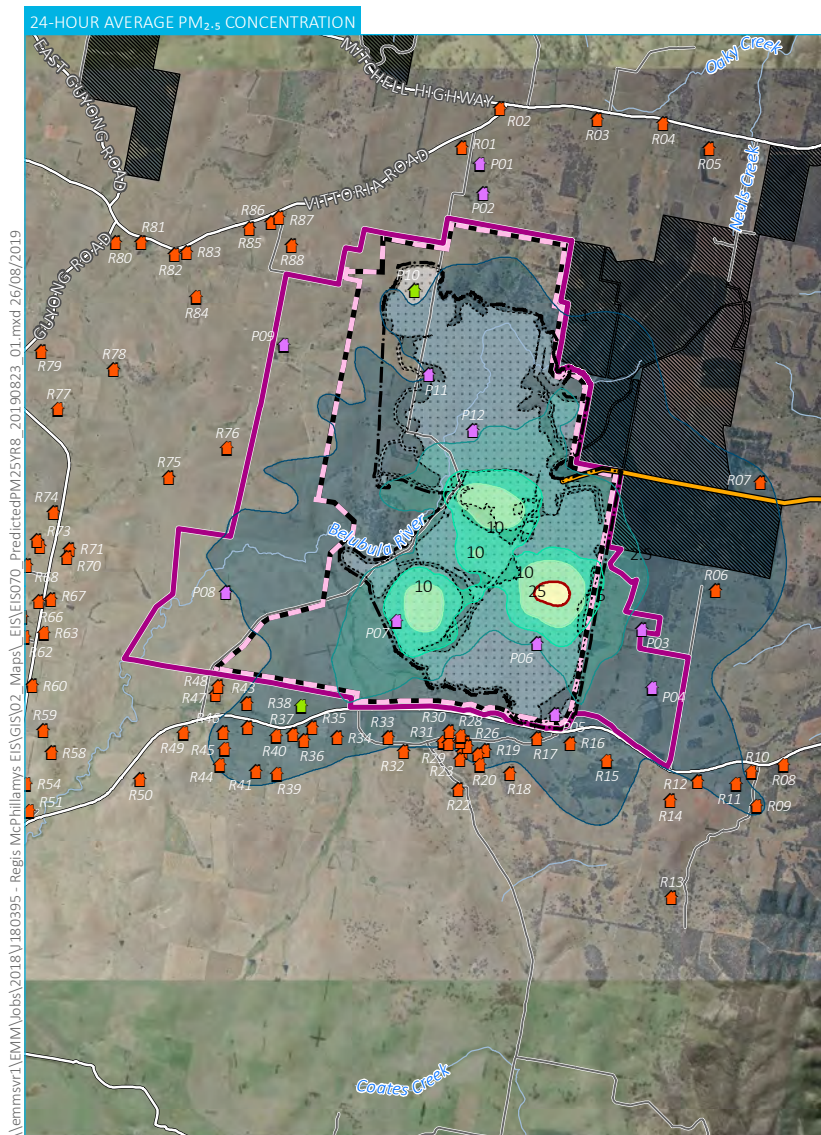 24-HOUR AVERAGE PM₂.₅ CONCENTRATION
\emmsvr1\EMM\Jobs\2018\J180395 - Regis McPhillamys EIS\GIS\02_Maps\_EIS\EIS070_PredictedPM25YR8_20190823_01.mxd 26/08/2019
EAST GUYONG ROAD
MITCHELL HIGHWAY
Oaky Creek
R02
R03
R04
R01
R05
P01
VITTORIA ROAD
Neals Creek
P02
R86
R87
R85
R81
R80
R83
R82
R88
GUYONG ROAD
P10
R84
P09
R79
R78
P11
R77
P12
R76
R75
R07
R74
10
Belubula River
R73
R71
10
25
R70
R68
10
R06
P08
25
R67
R66
P07
R63
P03
R62
P06
R60
R48
P04
R47
R43
R38
P05
R59
R46
R37
R35
R33
R30
R28
R49
R40
R34
R31
R26
R17
R16
R36
R45
R58
R32
R29
R19
R44
R23
R20
R15
R10
R08
R54
R50
R41
R39
R18
R12
R11
R51
R22
R14
R09
R13
Coates Creek